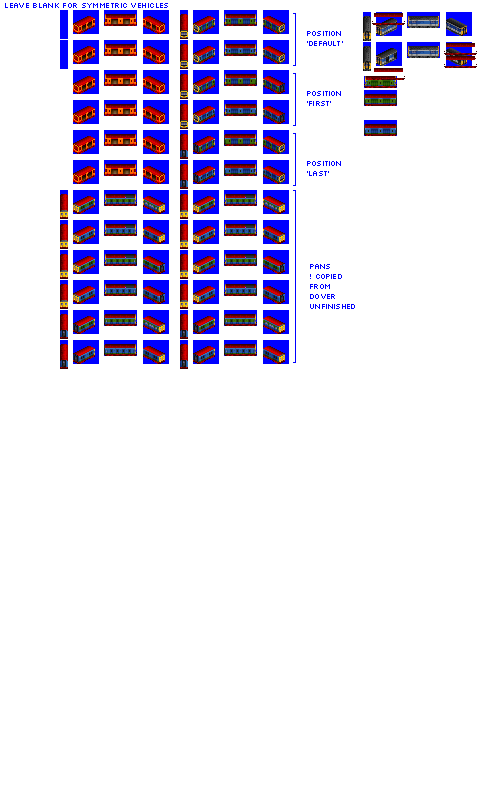 LEAVE BLANK FOR SYMMETRIC VEHICLES
POSITION
'DEFAULT'
POSITION
'FIRST'
POSITION
'LAST'
PANS
! COPIED
FROM
DOVER
UNFINISHED